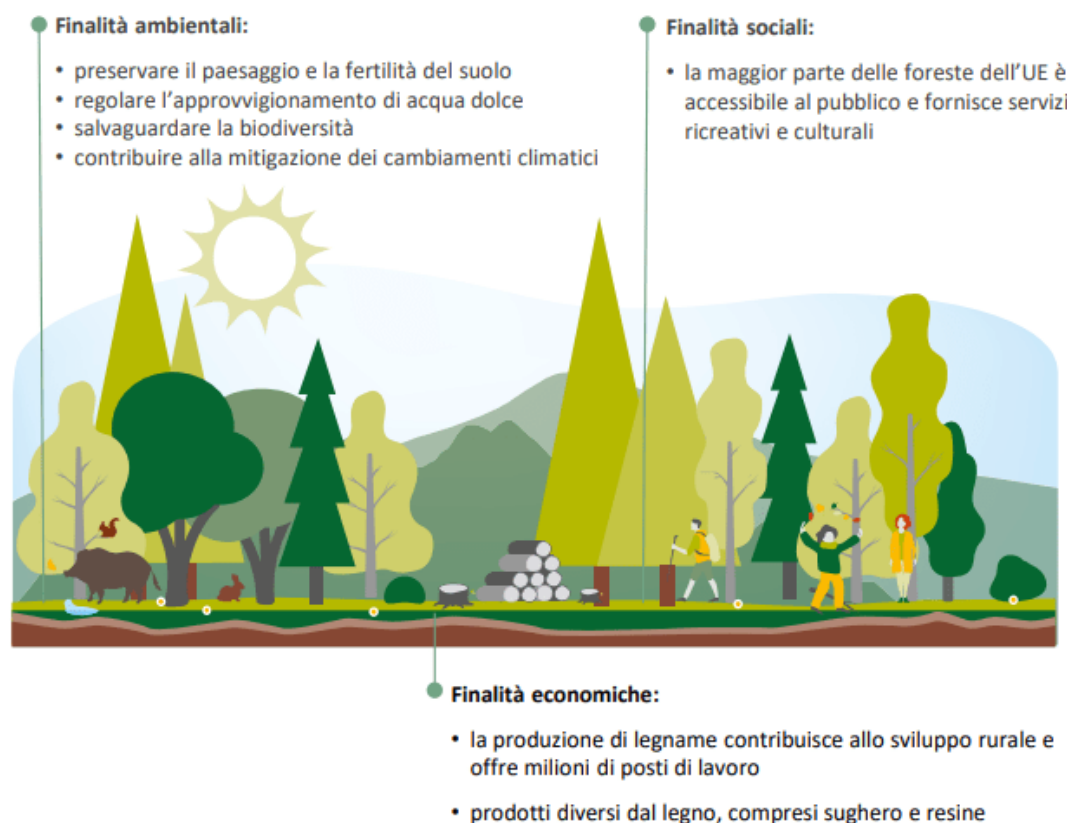 Finalità ambientali:
• preservare il paesaggio e la fertilità del suolo
• regolare l'approvvigionamento di acqua dolce
• salvaguardare la biodiversità
• contribuire alla mitigazione dei cambiamenti climatici
Finalità sociali:
• la maggior parte delle foreste dell'UE è
accessibile al pubblico e fornisce servizi
ricreativi e culturali
Finalità economiche:
• la produzione di legname contribuisce allo sviluppo rurale e
offre milioni di posti di lavoro
• prodotti diversi dal legno, compresi sughero e resine